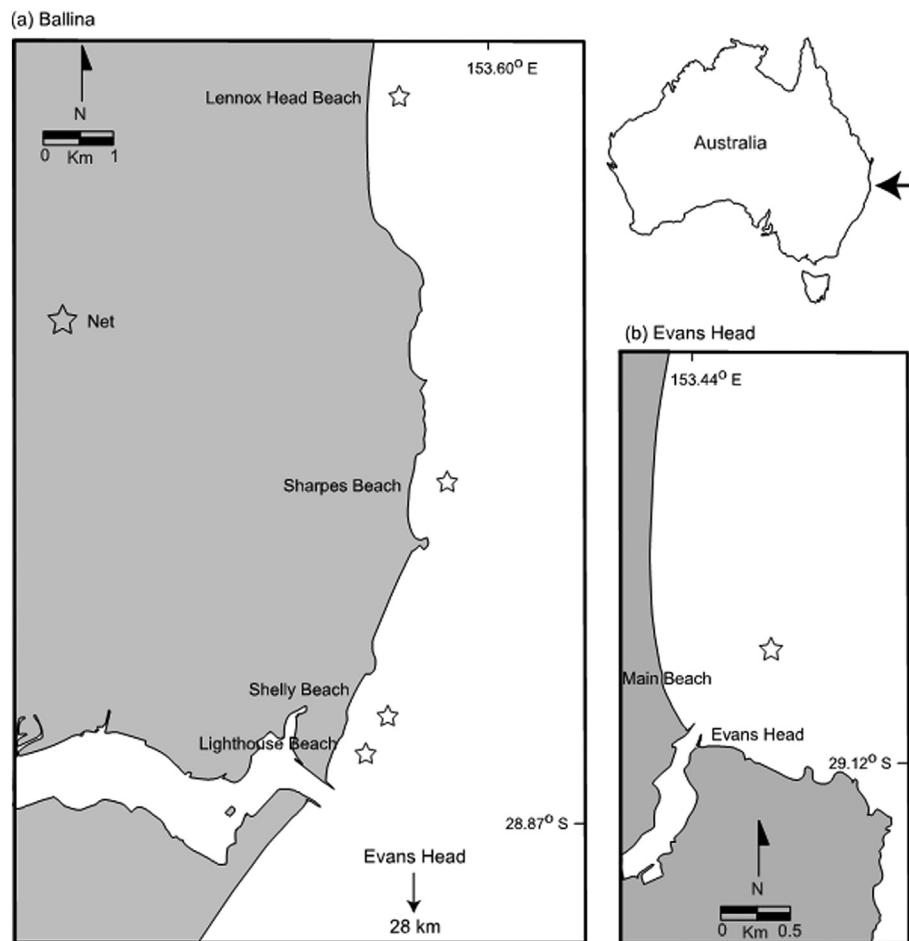 (a) Ballina
153.60° E
Lennox Head Beach
N
0 Km 1
Australia
Net
(b) Evans Head
153.44° E
Sharpes Beach
Main Beach
Shelly Beach
Lighthouse Beach
Evans Head
29.12° S
28.87° S
Evans Head
28 km
N
0 Km 0.5